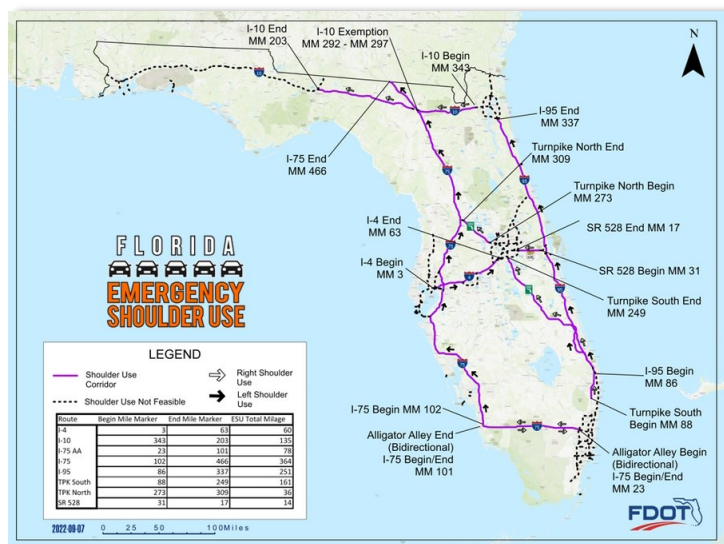 I-10 End
MM 203
I-10 Exemption
MM 292 - MM 297
I-10 Begin
MM 343
N
I-95 End
MM 337
I-75 End
MM 466
Turnpike North End
MM 309
Turnpike North Begin
MM 273
I-4 End
MM 63
SR 528 End MM 17
I-4 Begin
MM 3
SR 528 Begin MM 31
Turnpike South End
MM 249
FLORIDA
EMERGENCY
SHOULDER USE
I-95 Begin
MM 86
I-75 Begin MM 102
Turnpike South
Begin MM 88
Alligator Alley End
(Bidirectional)
I-75 Begin/End
MM 101
Alligator Alley Begin
(Bidirectional)
I-75 Begin/End
MM 23
LEGEND
Shoulder Use
Corridor
Right Shoulder
Use
Shoulder Use Not Feasible
Left Shoulder
Use
Route Begin Mile Marker End Mile Marker ESU Total Milage
I-4 3 63 60
I-10 343 203 135
I-75 AA 23 101 78
I-75 102 466 364
I-95 86 337 251
TPK South 88 249 161
TPK North 273 309 36
SR 528 31 17 14
2022-09-07
0 25 50 100 Miles
FDOT